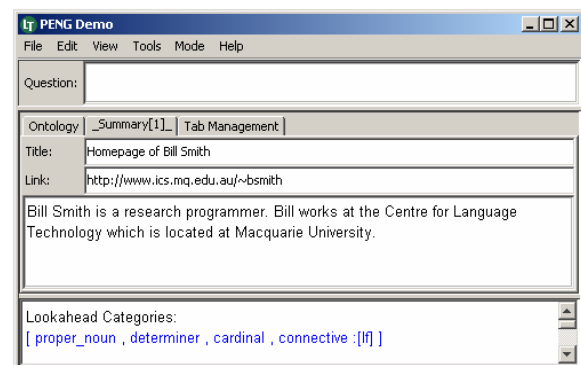 LT PENG Demo
File Edit View Tools Mode Help
Question:
Ontology _Summary[1]_ Tab Management
Title: Homepage of Bill Smith
Link: http://www.ics.mq.edu.au/~bsmith
Bill Smith is a research programmer. Bill works at the Centre for Language
Technology which is located at Macquarie University.
Lookahead Categories:
[ proper_noun , determiner , cardinal , connective :[If] ]